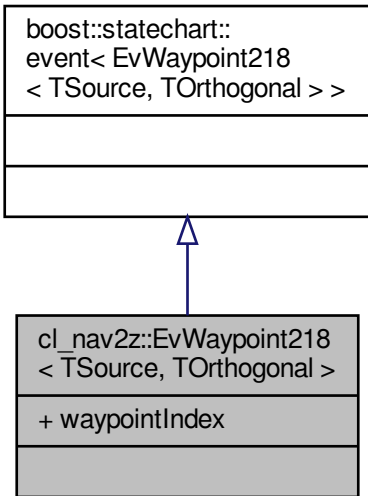 boost::statechart::
event< EvWaypoint218
< TSource, TOrthogonal > >
cl_nav2z::EvWaypoint218
< TSource, TOrthogonal >
+ waypointIndex